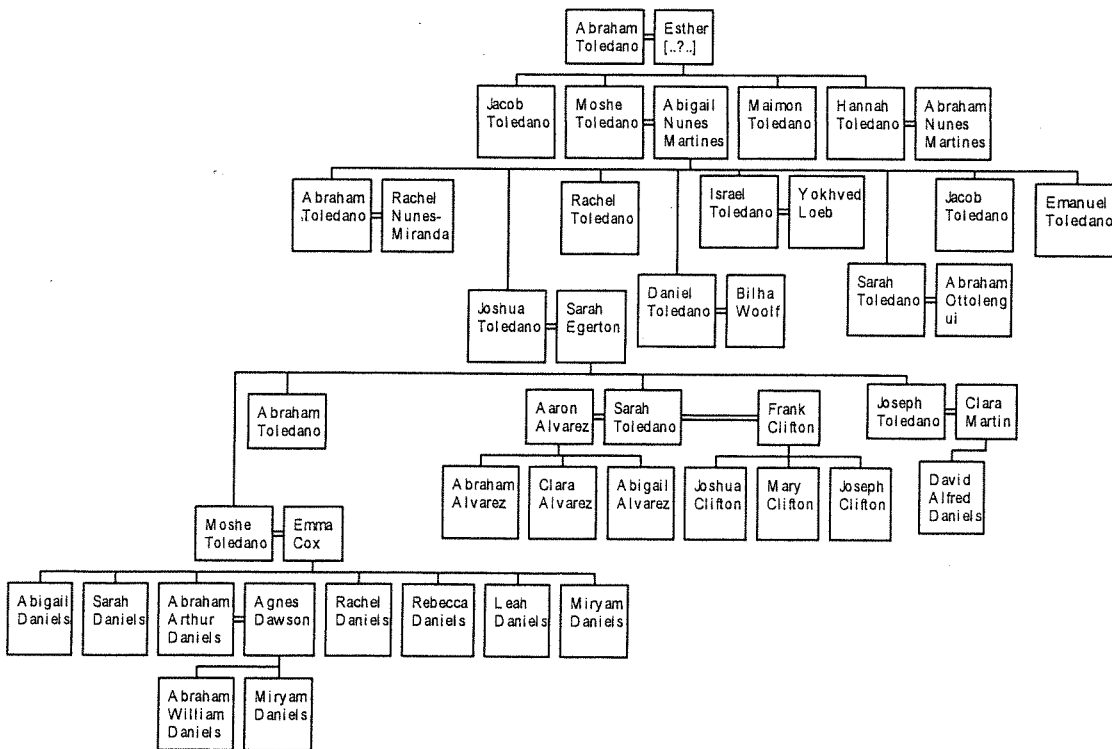 Abraham
Toledano
Esther
[..?..]
Jacob
Toledano
Moshe
Toledano
Abigail
Nunes
Martines
Maimon
Toledano
Hannah
Toledano
Abraham
Nunes
Martines
Abraham
Toledano
Rachel
Nunes-
Miranda
Rachel
Toledano
Israel
Toledano
Yokhved
Loeb
Jacob
Toledano
Emanuel
Toledano
Joshua
Toledano
Sarah
Egerton
Daniel
Toledano
Bilha
Woolf
Sarah
Toledano
Abraham
Ottoleng
ui
Abraham
Toledano
Aaron
Alvarez
Sarah
Toledano
Frank
Clifton
Joseph
Toledano
Clara
Martin
Abraham
Alvarez
Clara
Alvarez
Abigail
Alvarez
Joshua
Clifton
Mary
Clifton
Joseph
Clifton
David
Alfred
Daniels
Moshe
Toledano
Emma
Cox
Abigail
Daniels
Sarah
Daniels
Abraham
Arthur
Daniels
Agnes
Dawson
Rachel
Daniels
Rebecca
Daniels
Leah
Daniels
Miryam
Daniels
Abraham
William
Daniels
Miryam
Daniels